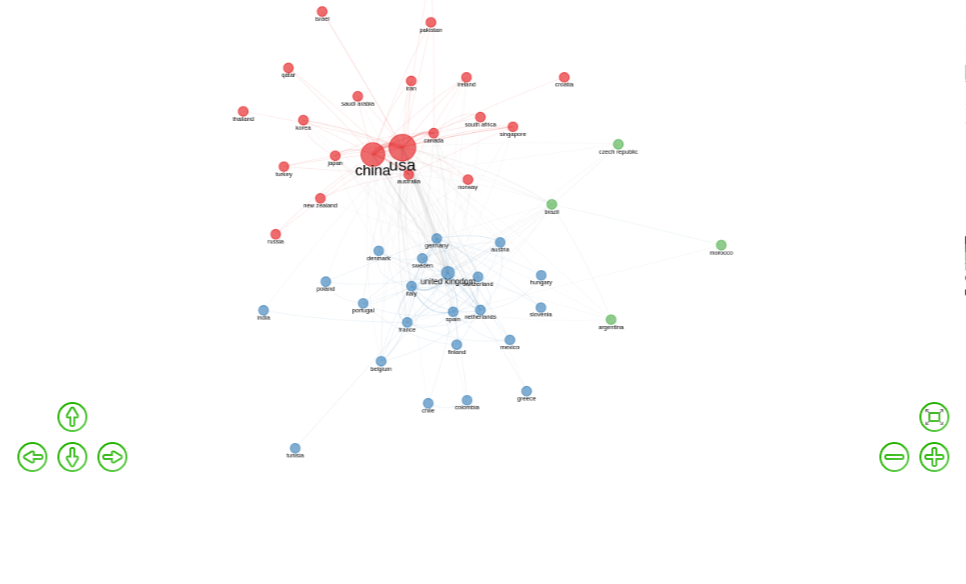 israel
pakistan
qatar
iran
ireland
croatia
saudi arabia
thailand
korea
south africa
canada
singapore
czech republic
japan
china
usa
turkey
australia
norway
new zealand
brazil
russia
germany
austria
morocco
denmark
sweden
united kingdom
switzerland
hungary
poland
italy
india
portugal
spain
netherlands
slovenia
france
argentina
finland
mexico
belgium
greece
chile
colombia
tunisia